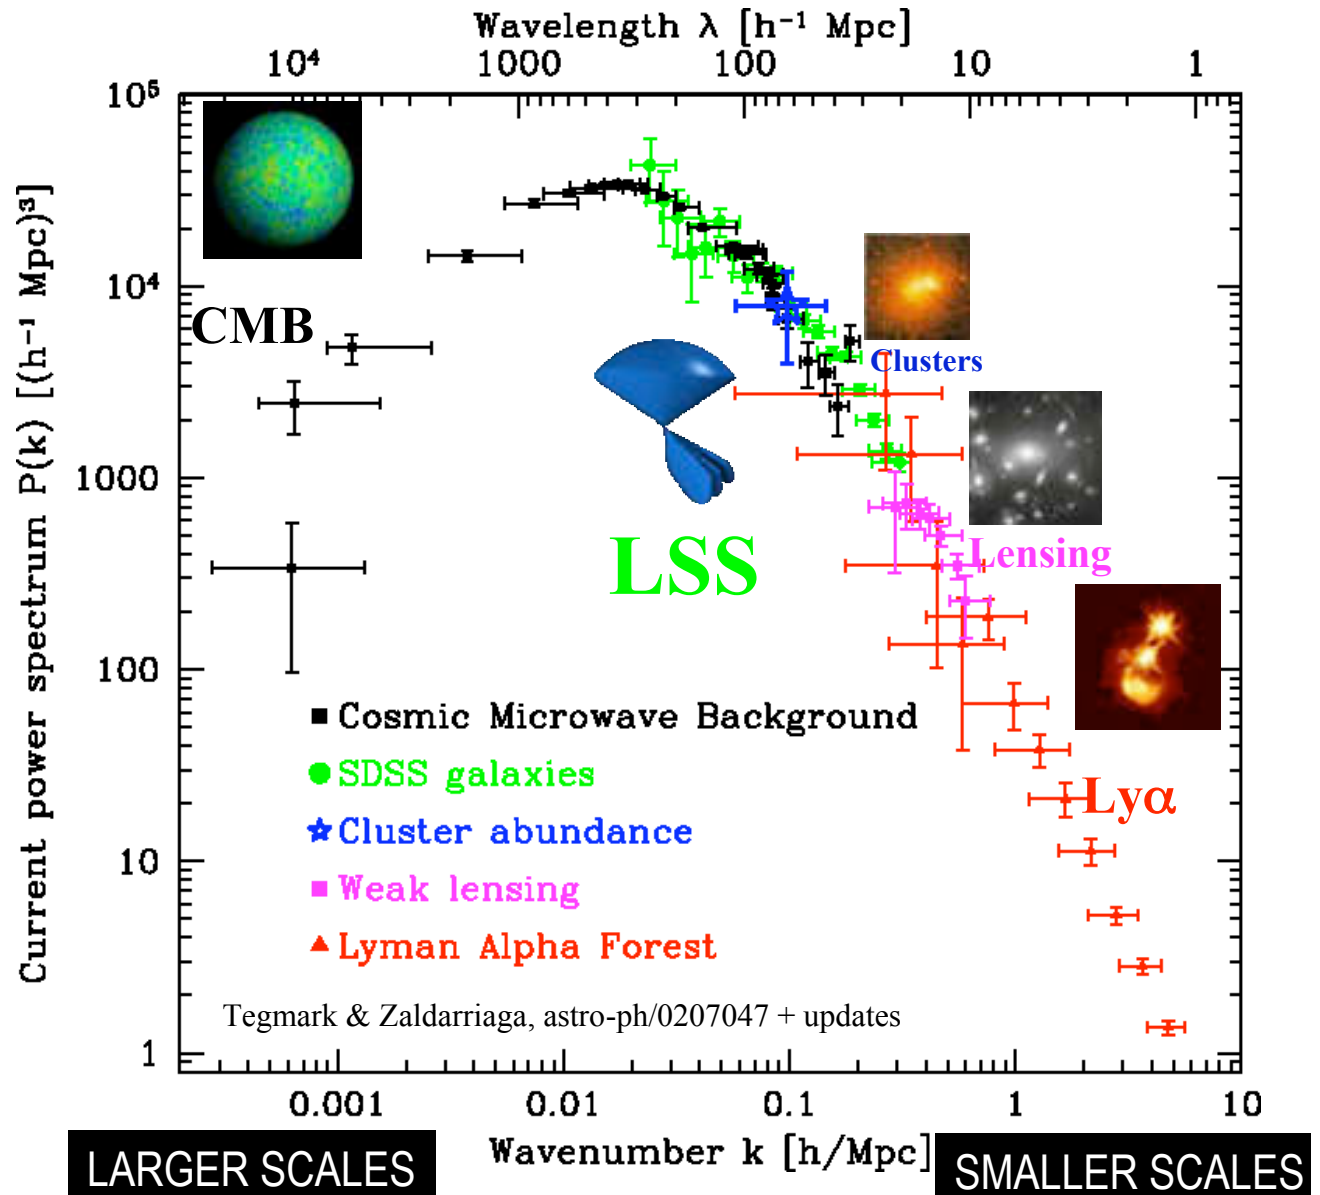 Wavelength λ [h⁻¹ Mpc]
10⁴ 1000 100 10 1
10⁵
10⁴
1000
100
10
1
Current power spectrum P(k) [(h⁻¹ Mpc)³]
CMB
Clusters
LSS
Lensing
Lyα
Cosmic Microwave Background
SDSS galaxies
Cluster abundance
Weak lensing
Lyman Alpha Forest
Tegmark & Zaldarriaga, astro-ph/0207047 + updates
0.001 0.01 0.1 1 10
Wavenumber k [h/Mpc]
LARGER SCALES
SMALLER SCALES